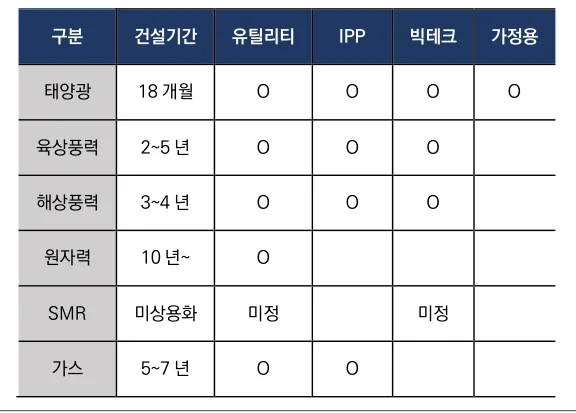 구분 건설기간 유틸리티 IPP 빅테크 가정용
태양광 18 개월 O O O O
육상풍력 2~5 년 O O O
해상풍력 3~4 년 O O O
원자력 10 년~ O
SMR 미상용화 미정 미정
가스 5~7 년 O O